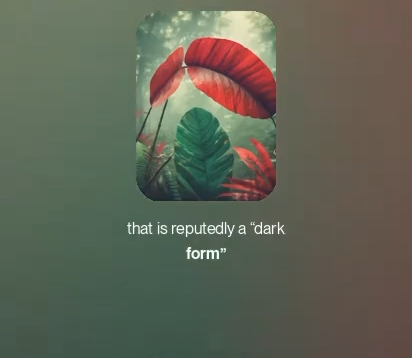 that is reputedly a “dark
form”